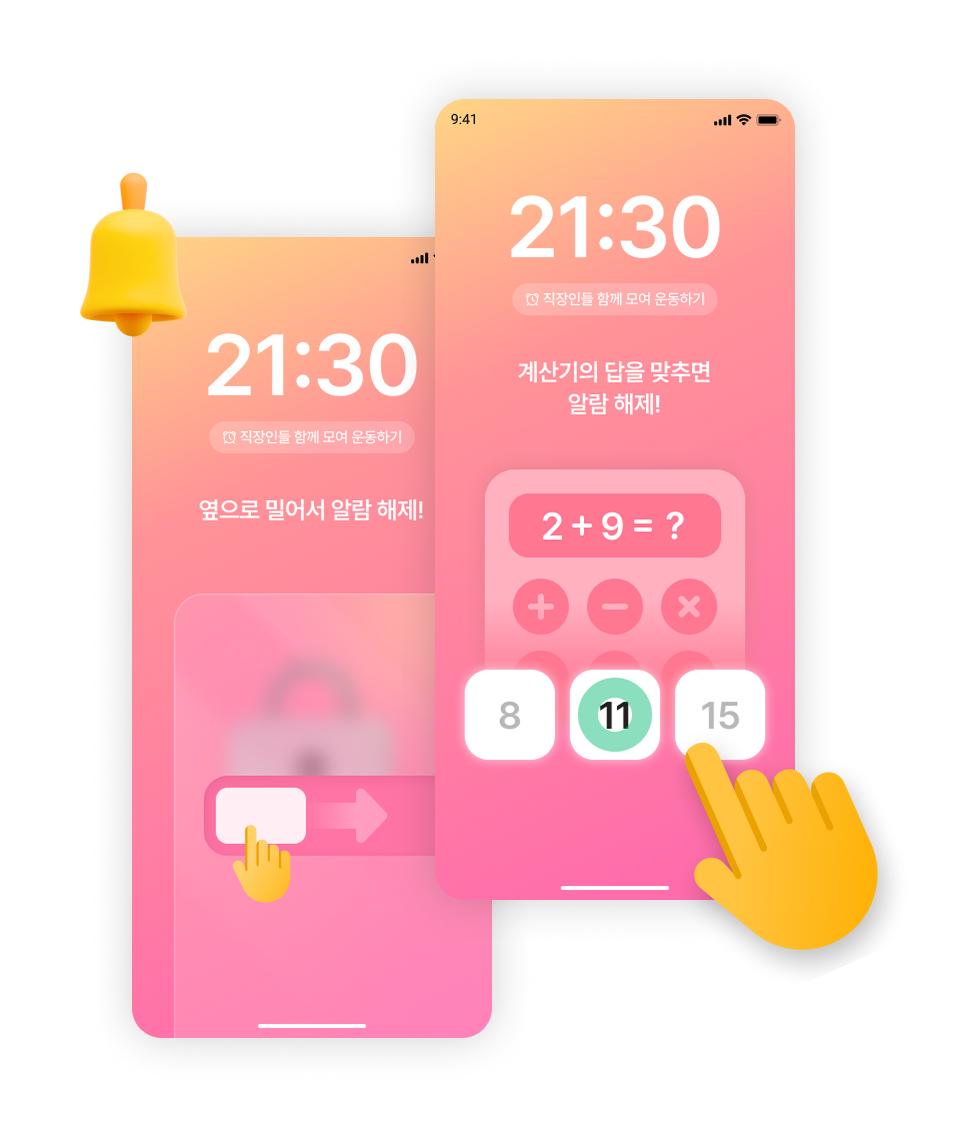 9:41
21:30
직장인들 함께 모여 운동하기
계산기의 답을 맞추면
알람 해제!
2 + 9 = ?
8
11
15
21:30
직장인들 함께 모여 운동하기
옆으로 밀어서 알람 해제!